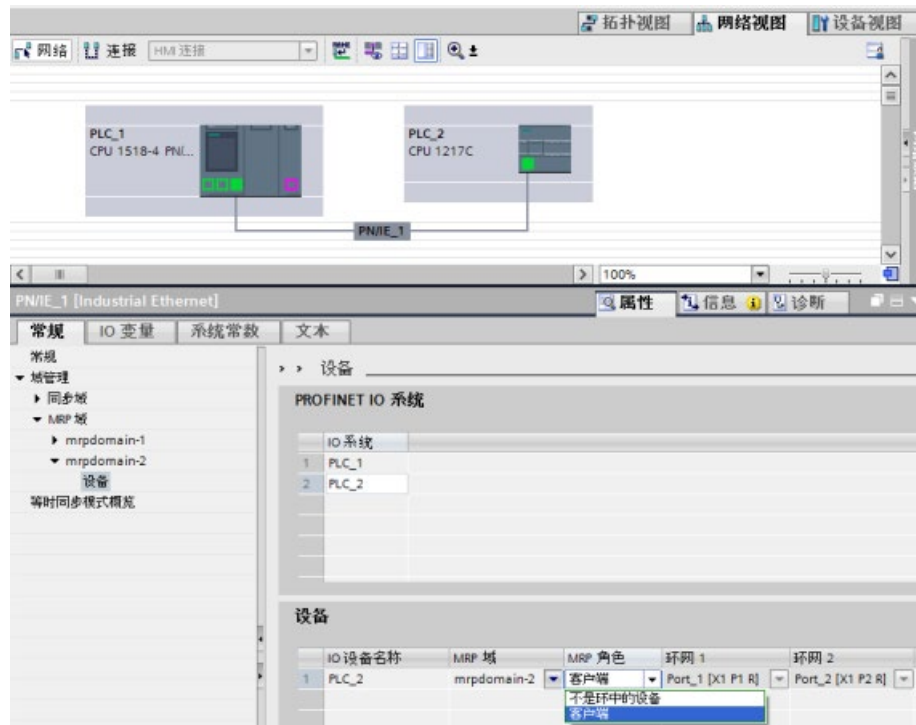 拓扑视图 网络视图 设备视图
网络 连接 HMI 连接
PLC_1
CPU 1518-4 PN/...
PLC_2
CPU 1217C
PN/IE_1
100%
PN/IE_1 [Industrial Ethernet] 属性 信息 诊断
常规 IO 变量 系统常数 文本
常规
域管理
同步域
MRP 域
mrpdomain-1
mrpdomain-2
设备
等时同步模式概览
设备
PROFINET IO 系统
IO 系统
1 PLC_1
2 PLC_2
设备
IO 设备名称 MRP 域 MRP 角色 环网 1 环网 2
1 PLC_2 mrpdomain-2 客户端 Port_1 [X1 P1 R] Port_2 [X1 P2 R]
不是环中的设备
客户端